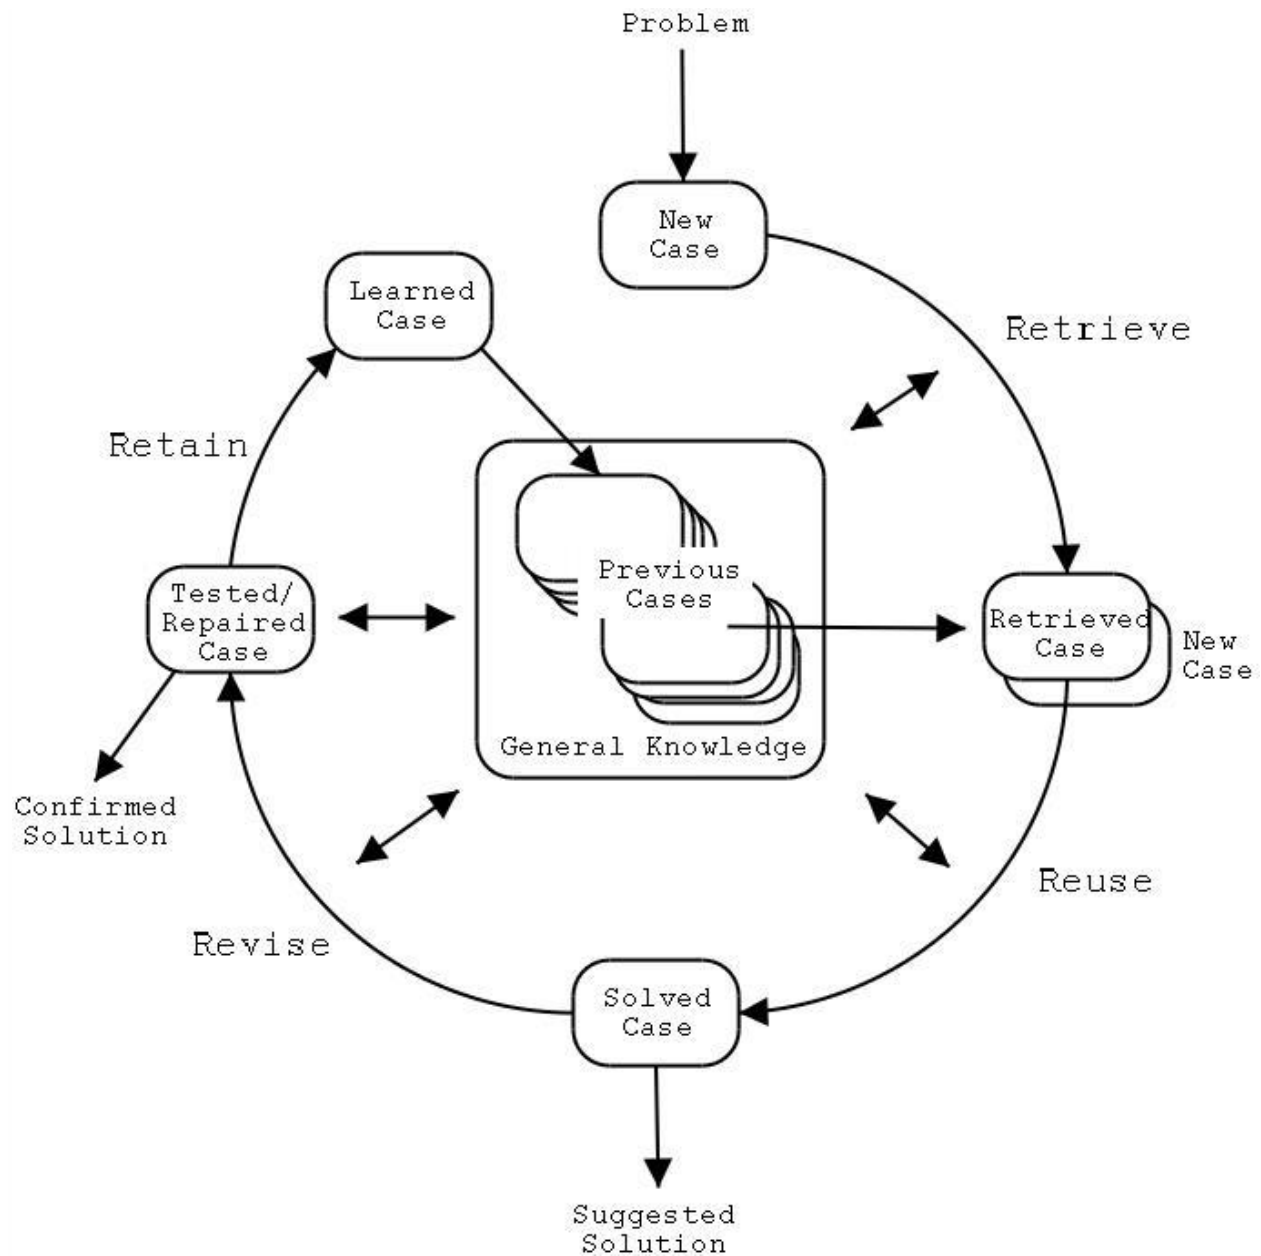 Problem
New
Case
Retrieve
Learned
Case
Retain
Previous
Cases
Tested/
Repaired
Case
Retrieved
Case
New
Case
General Knowledge
Confirmed
Solution
Reuse
Revise
Solved
Case
Suggested
Solution